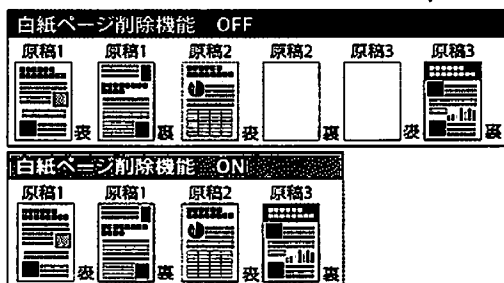 白紙ページ削除機能 OFF
原稿1 原稿1 原稿2 原稿2 原稿3 原稿3
表 裏 表 裏 表 裏
白紙ページ削除機能 ON
原稿1 原稿1 原稿2 原稿3
表 裏 表 裏